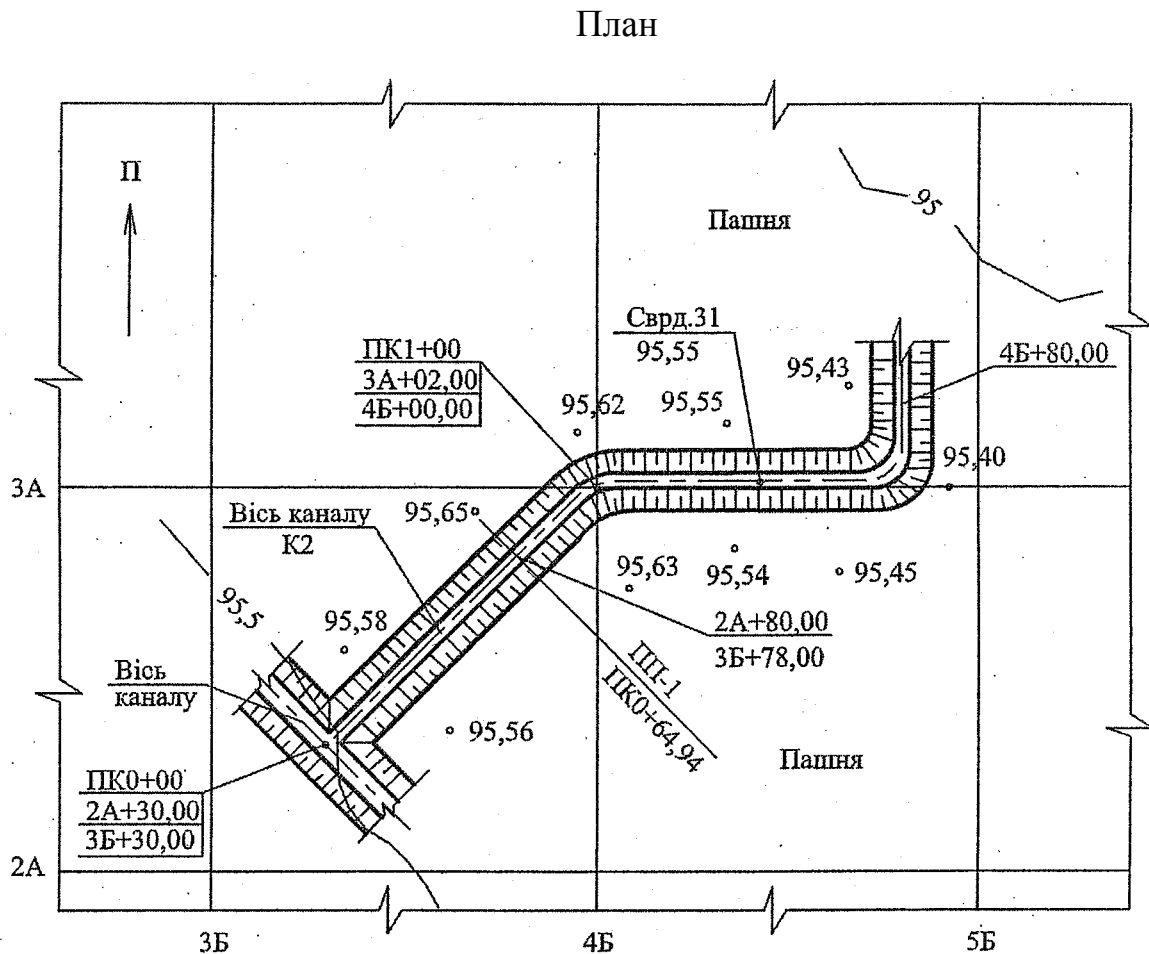 План
П
95
Пашня
Сврд.31
95,55
ПК1+00
3А+02,00
4Б+00,00
95,62
95,55
95,43
4Б+80,00
95,40
3А
Вісь каналу
К2
95,65
95,63
95,54
95,45
95,5
95,58
2А+80,00
3Б+78,00
ПП-1
ПК0+64,94
Вісь
каналу
95,56
Пашня
ПК0+00
2А+30,00
3Б+30,00
2А
3Б
4Б
5Б